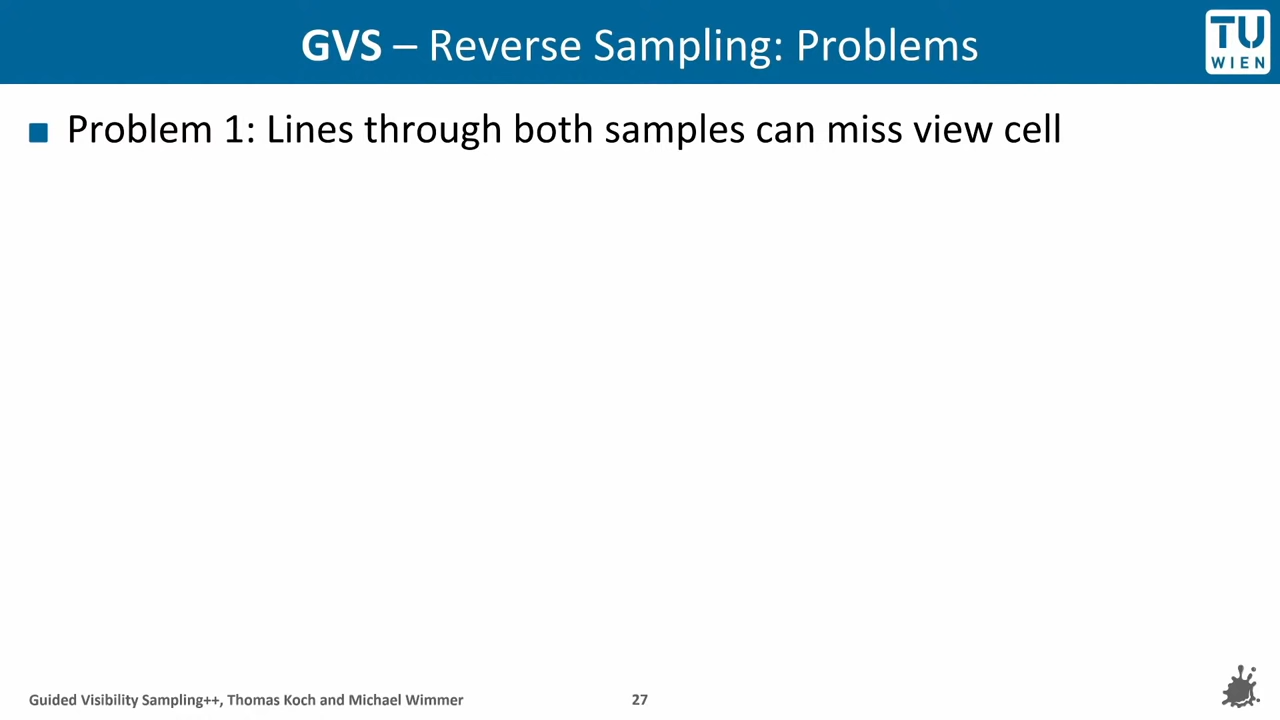 GVS – Reverse Sampling: Problems
TU
WIEN
Problem 1: Lines through both samples can miss view cell
Guided Visibility Sampling++, Thomas Koch and Michael Wimmer
27